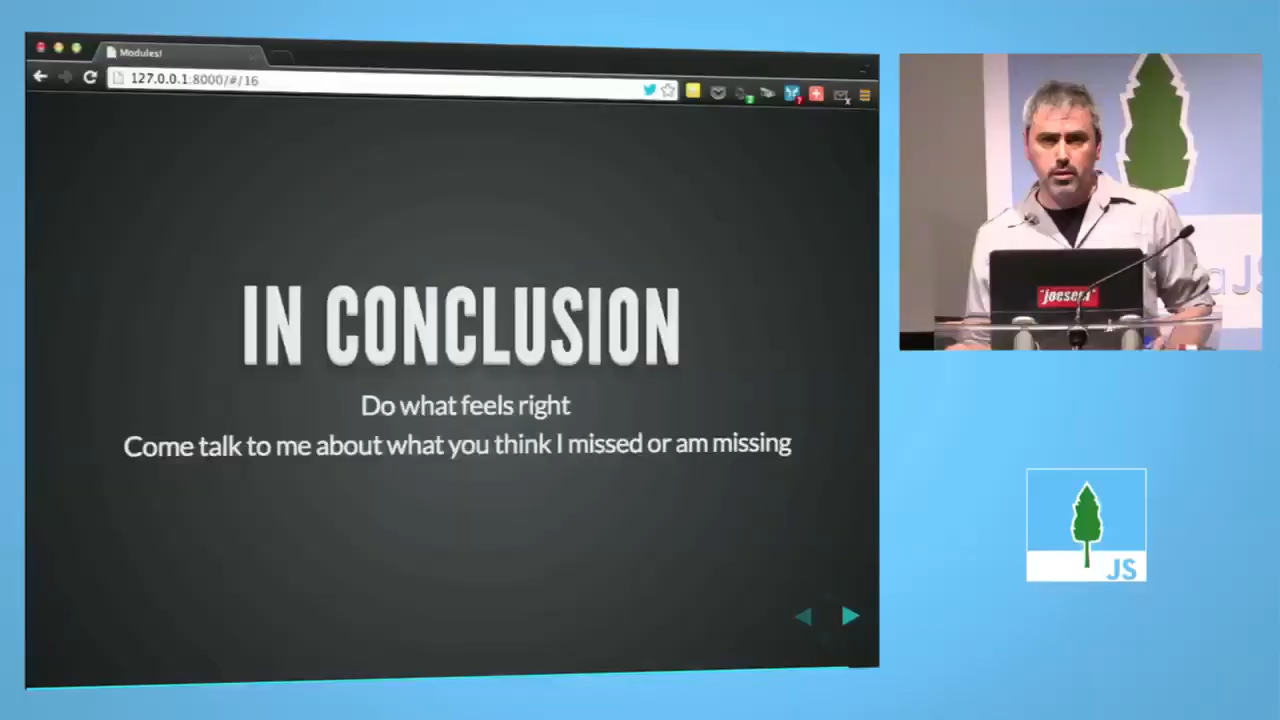 Modules!
127.0.0.1:8000/#/16
IN CONCLUSION
Do what feels right
Come talk to me about what you think I missed or am missing
aJS
JS